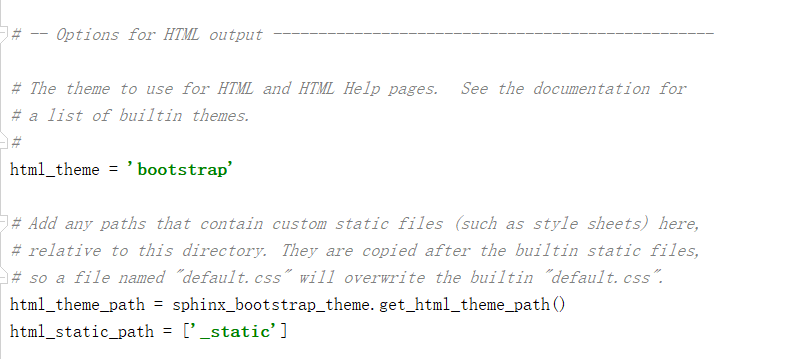 # -- Options for HTML output -------------------------------------------------
# The theme to use for HTML and HTML Help pages.  See the documentation for
# a list of builtin themes.
#
html_theme = 'bootstrap'
# Add any paths that contain custom static files (such as style sheets) here,
# relative to this directory. They are copied after the builtin static files,
# so a file named "default.css" will overwrite the builtin "default.css".
html_theme_path = sphinx_bootstrap_theme.get_html_theme_path()
html_static_path = ['_static']